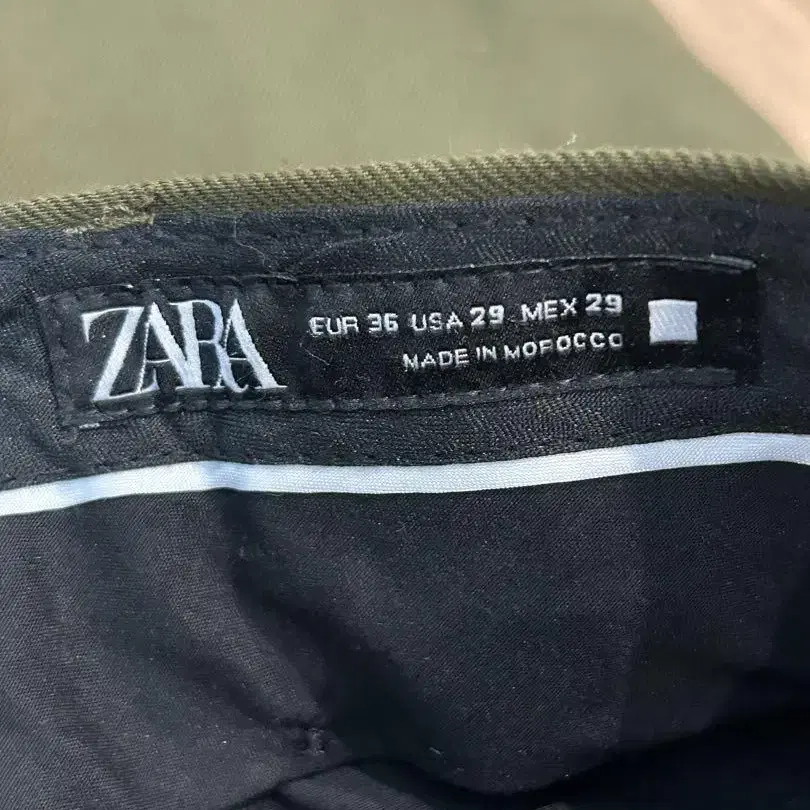 ZARA
EUR 36 USA 29 MEX 29
MADE IN MOROCCO